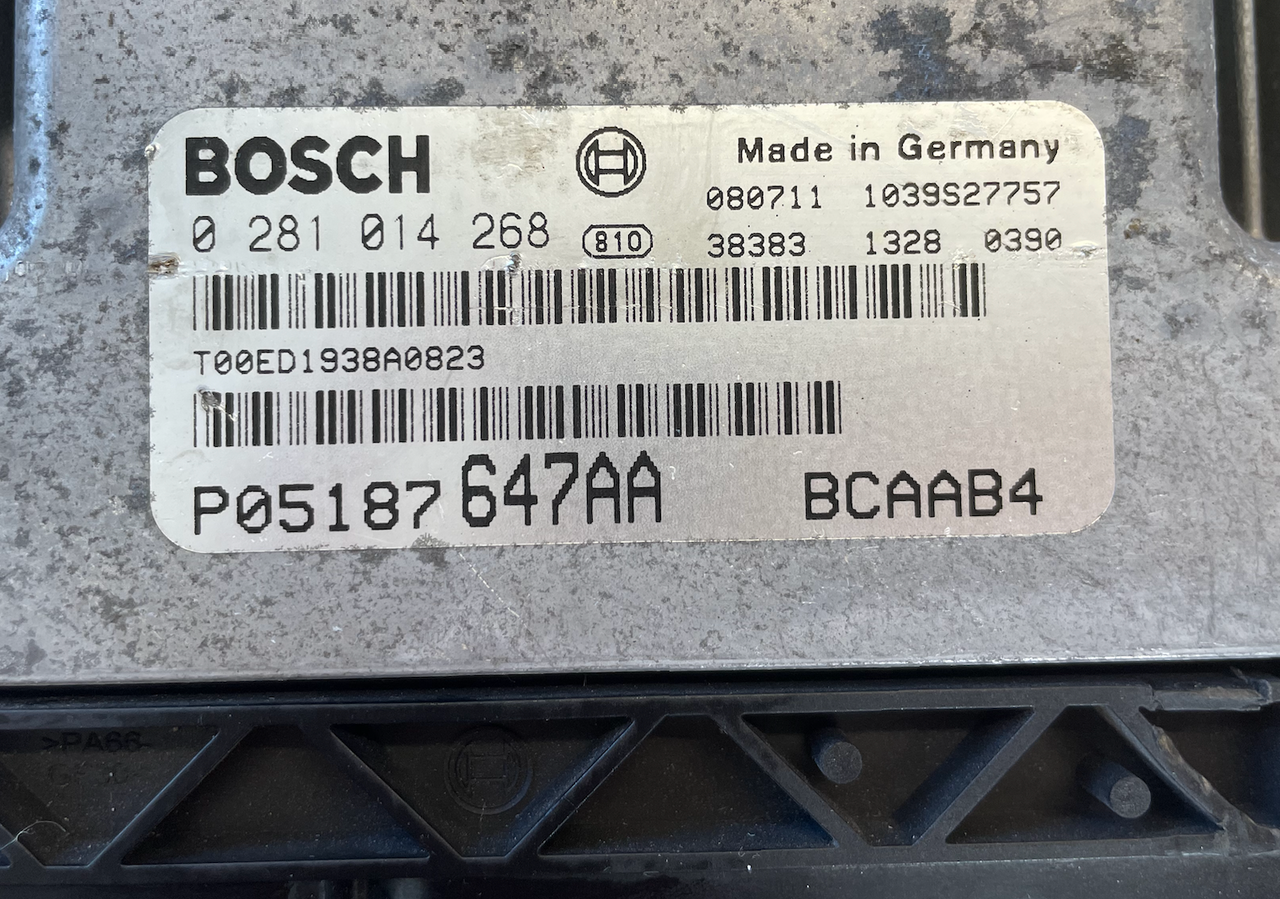 BOSCH
Made in Germany
080711 1039S27757
0 281 014 268
810
38383 1328 0390
T00ED1938A0823
P05187647AA
BCAAB4
>PA66-